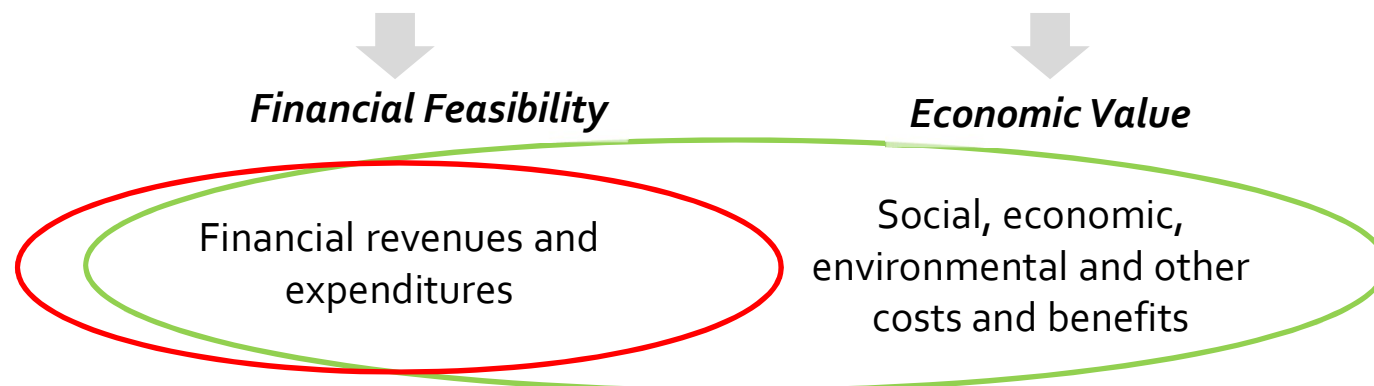 Financial Feasibility
Economic Value
Financial revenues and
expenditures
Social, economic,
environmental and other
costs and benefits